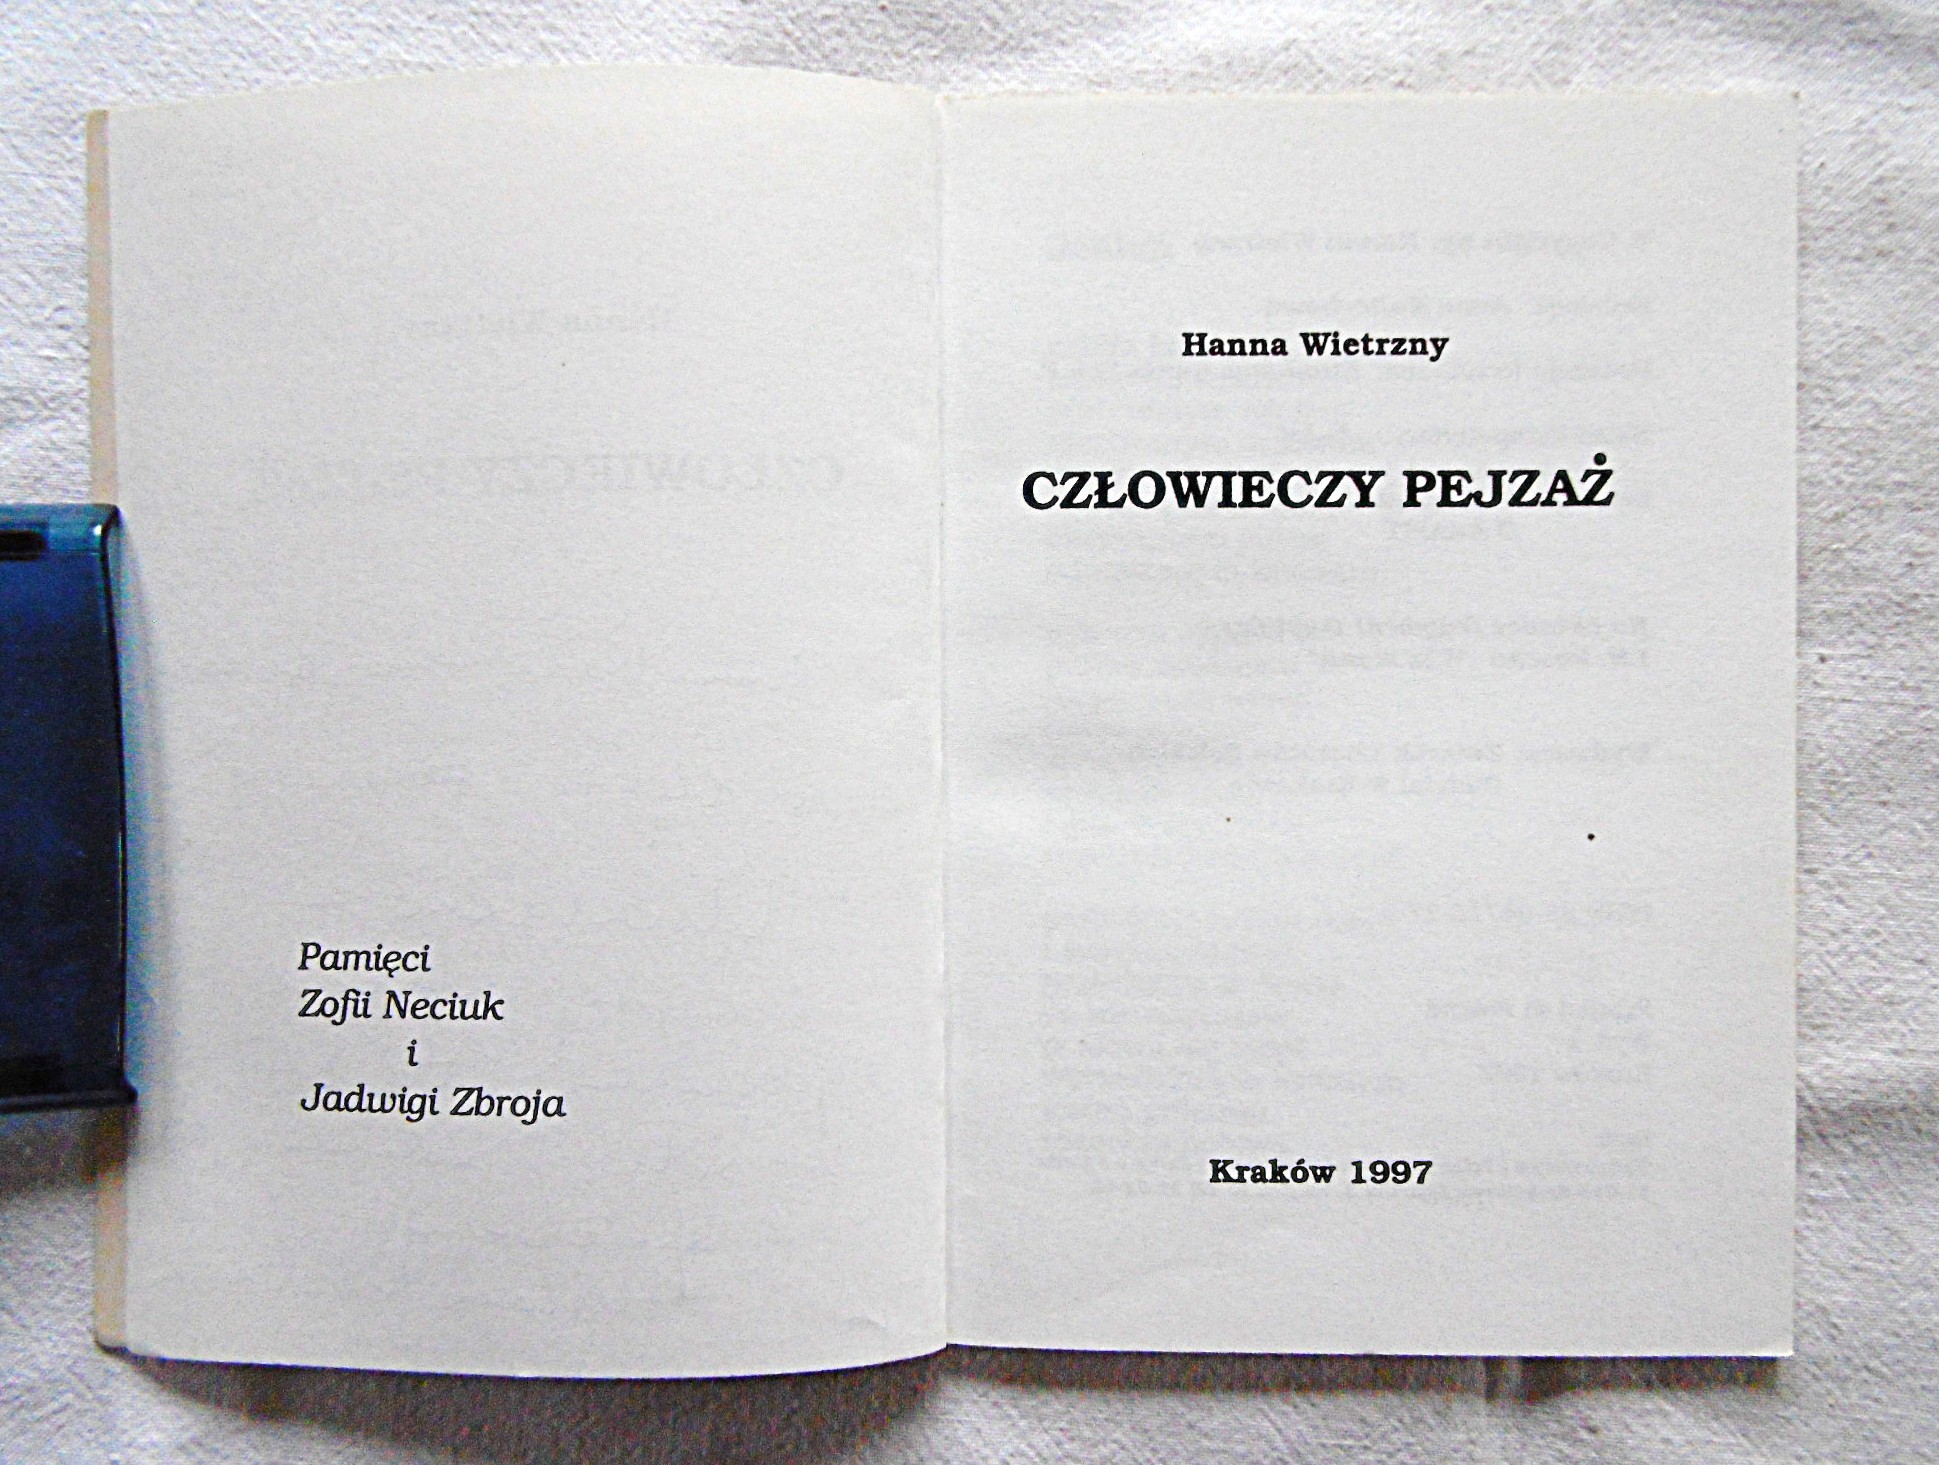 Pamięci
Zofii Neciuk
i
Jadwigi Zbroja
Hanna Wietrzny
CZŁOWIECZY PEJZAŻ
Kraków 1997